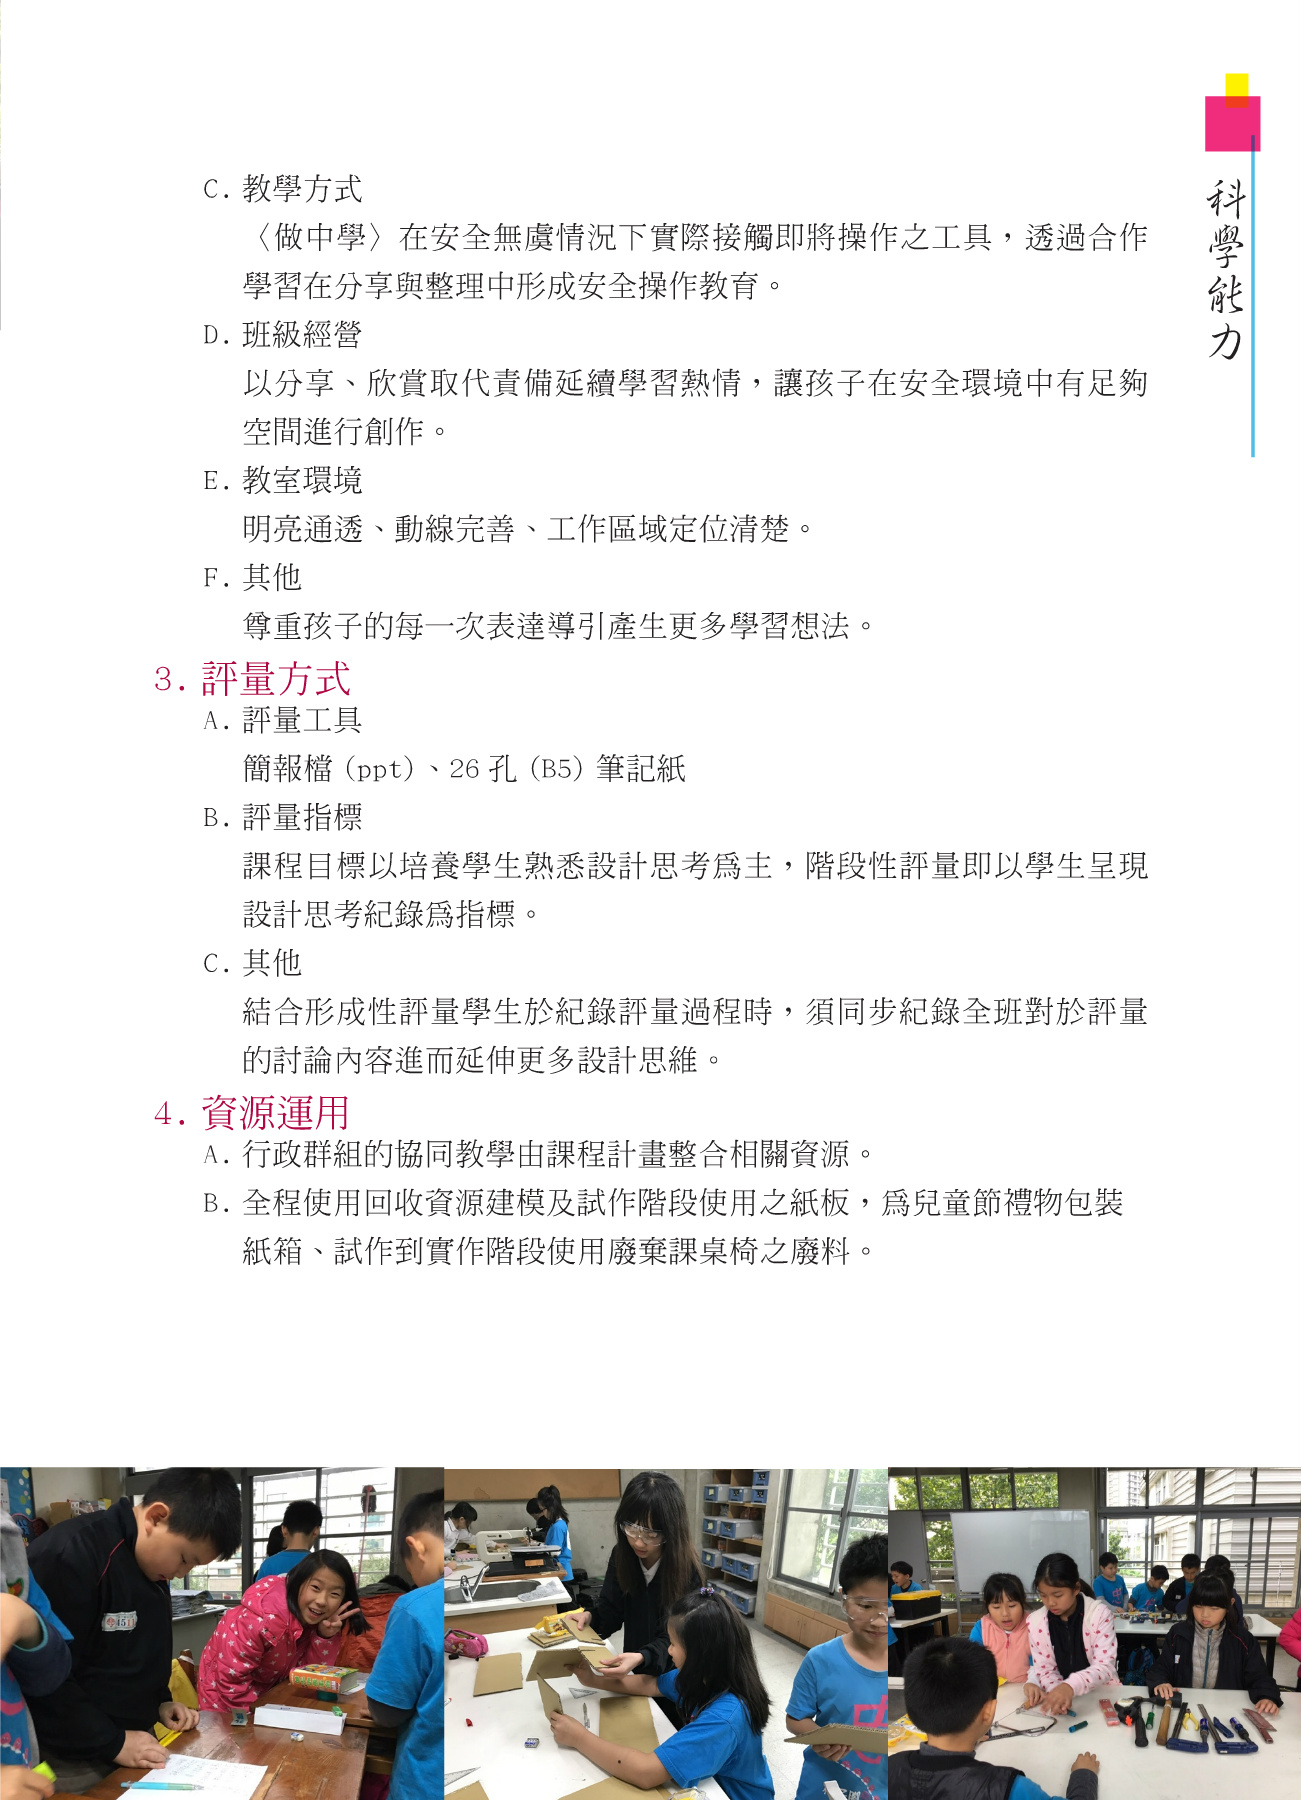 科學能力
C. 教學方式
〈做中學〉在安全無虞情況下實際接觸即將操作之工具，透過合作
學習在分享與整理中形成安全操作教育。
D. 班級經營
以分享、欣賞取代責備延續學習熱情，讓孩子在安全環境中有足夠
空間進行創作。
E. 教室環境
明亮通透、動線完善、工作區域定位清楚。
F. 其他
尊重孩子的每一次表達導引產生更多學習想法。
3. 評量方式
A. 評量工具
簡報檔 (ppt)、26 孔 (B5) 筆記紙
B. 評量指標
課程目標以培養學生熟悉設計思考為主，階段性評量即以學生呈現
設計思考紀錄為指標。
C. 其他
結合形成性評量學生於紀錄評量過程時，須同步紀錄全班對於評量
的討論內容進而延伸更多設計思維。
4. 資源運用
A. 行政群組的協同教學由課程計畫整合相關資源。
B. 全程使用回收資源建模及試作階段使用之紙板，為兒童節禮物包裝
紙箱、試作到實作階段使用廢棄課桌椅之廢料。